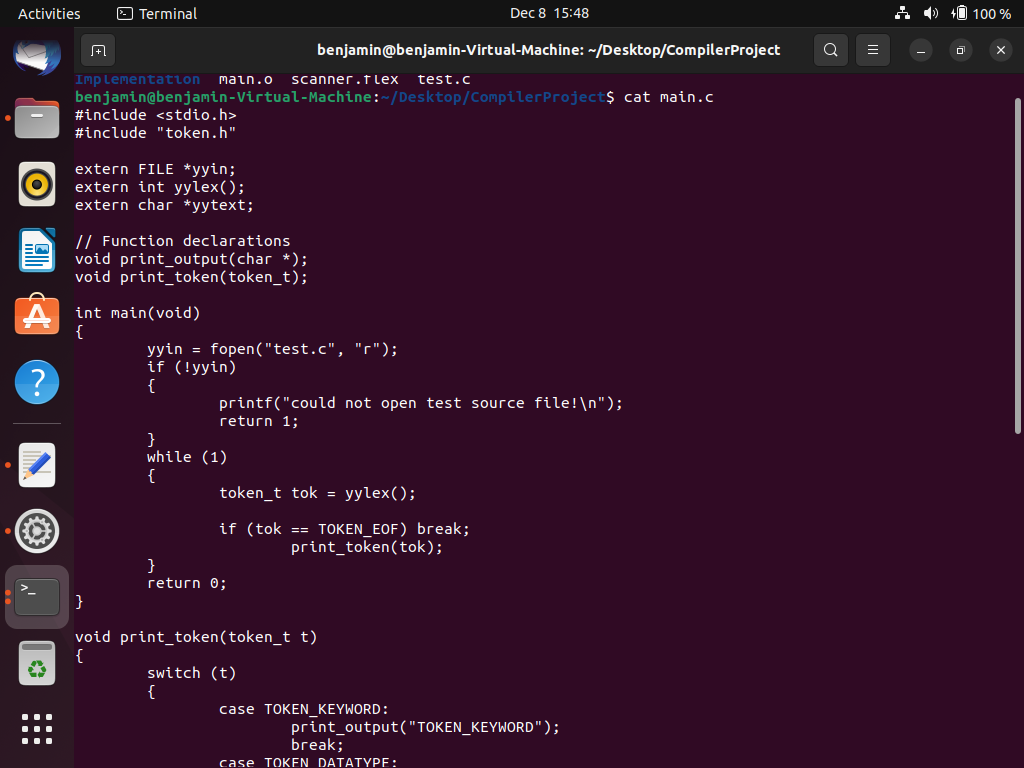 Activities Terminal Dec 8 15:48 100 %
benjamin@benjamin-Virtual-Machine: ~/Desktop/CompilerProject
Implementation main.o scanner.flex test.c
benjamin@benjamin-Virtual-Machine:~/Desktop/CompilerProject$ cat main.c
#include <stdio.h>
#include "token.h"
extern FILE *yyin;
extern int yylex();
extern char *yytext;
// Function declarations
void print_output(char *);
void print_token(token_t);
int main(void)
{
yyin = fopen("test.c", "r");
if (!yyin)
{
printf("could not open test source file!\n");
return 1;
}
while (1)
{
token_t tok = yylex();
if (tok == TOKEN_EOF) break;
print_token(tok);
}
return 0;
}
void print_token(token_t t)
{
switch (t)
{
case TOKEN_KEYWORD:
print_output("TOKEN_KEYWORD");
break;
case TOKEN_DATATYPE: